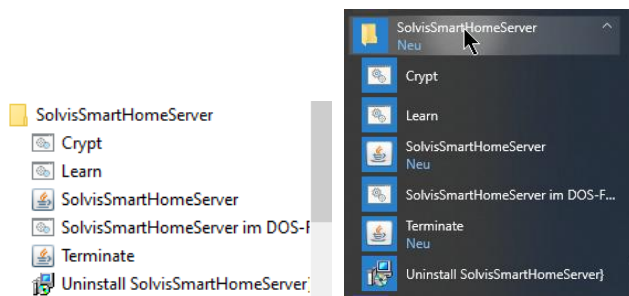 SolvisSmartHomeServer
Crypt
Learn
SolvisSmartHomeServer
SolvisSmartHomeServer im DOS-F
Terminate
Uninstall SolvisSmartHomeServer}
SolvisSmartHomeServer
Neu
Crypt
Learn
SolvisSmartHomeServer
Neu
SolvisSmartHomeServer im DOS-F...
Terminate
Neu
Uninstall SolvisSmartHomeServer}